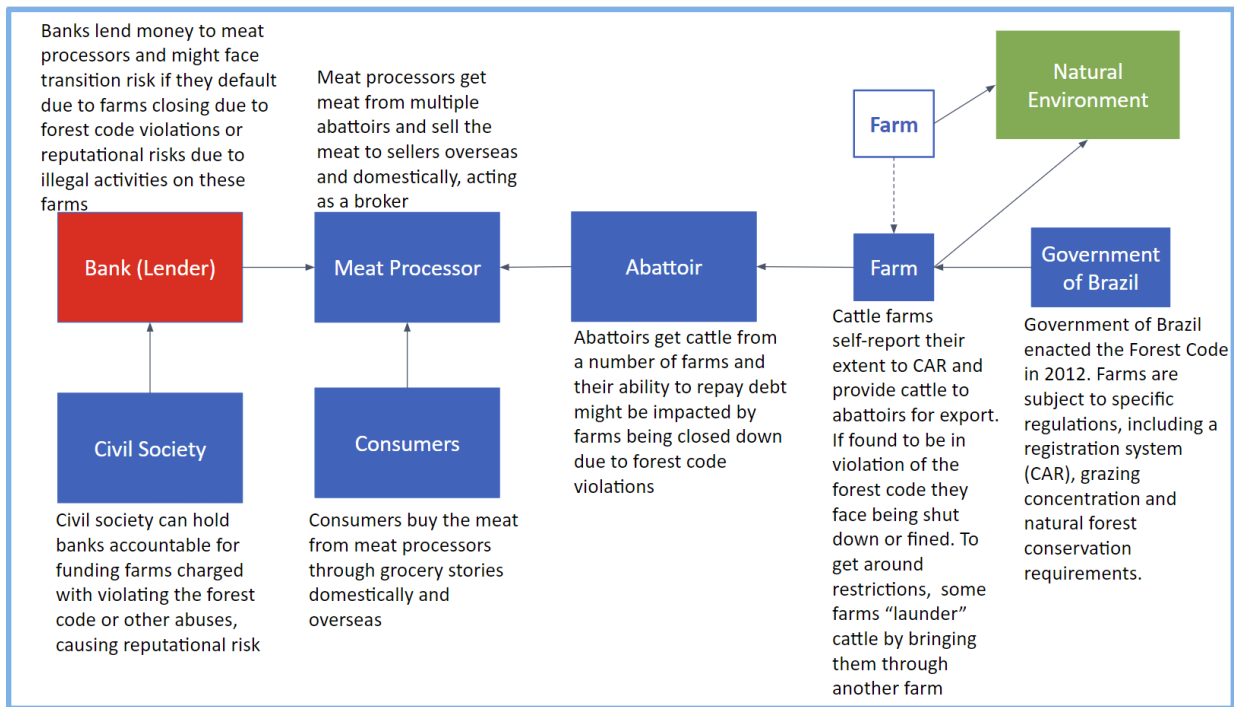 Banks lend money to meat
processors and might face
transition risk if they default
due to farms closing due to
forest code violations or
reputational risks due to
illegal activities on these
farms
Meat processors get
meat from multiple
abattoirs and sell the
meat to sellers overseas
and domestically, acting
as a broker
Natural
Environment
Farm
Bank (Lender)
Meat Processor
Abattoir
Farm
Government
of Brazil
Civil Society
Consumers
Abattoirs get cattle from
a number of farms and
their ability to repay debt
might be impacted by
farms being closed down
due to forest code
violations
Cattle farms
self-report their
extent to CAR and
provide cattle to
abattoirs for export.
If found to be in
violation of the
forest code they
face being shut
down or fined. To
get around
restrictions, some
farms “launder”
cattle by bringing
them through
another farm
Government of Brazil
enacted the Forest Code
in 2012. Farms are
subject to specific
regulations, including a
registration system
(CAR), grazing
concentration and
natural forest
conservation
requirements.
Civil society can hold
banks accountable for
funding farms charged
with violating the forest
code or other abuses,
causing reputational risk
Consumers buy the meat
from meat processors
through grocery stories
domestically and
overseas